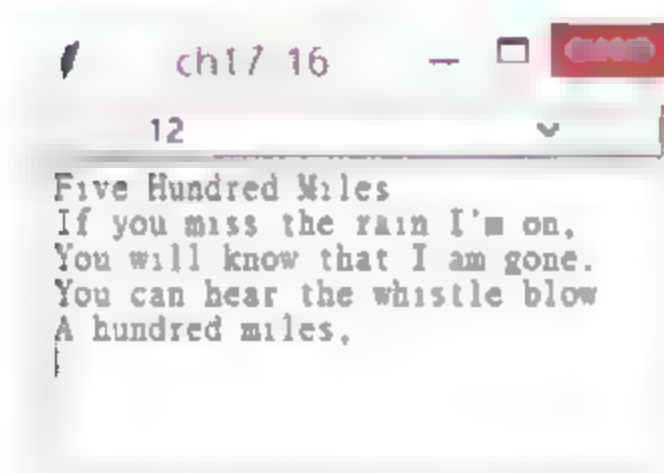 ch17 16
12
Five Hundred Miles
If you miss the rain I'm on,
You will know that I am gone.
You can hear the whistle blow
A hundred miles,